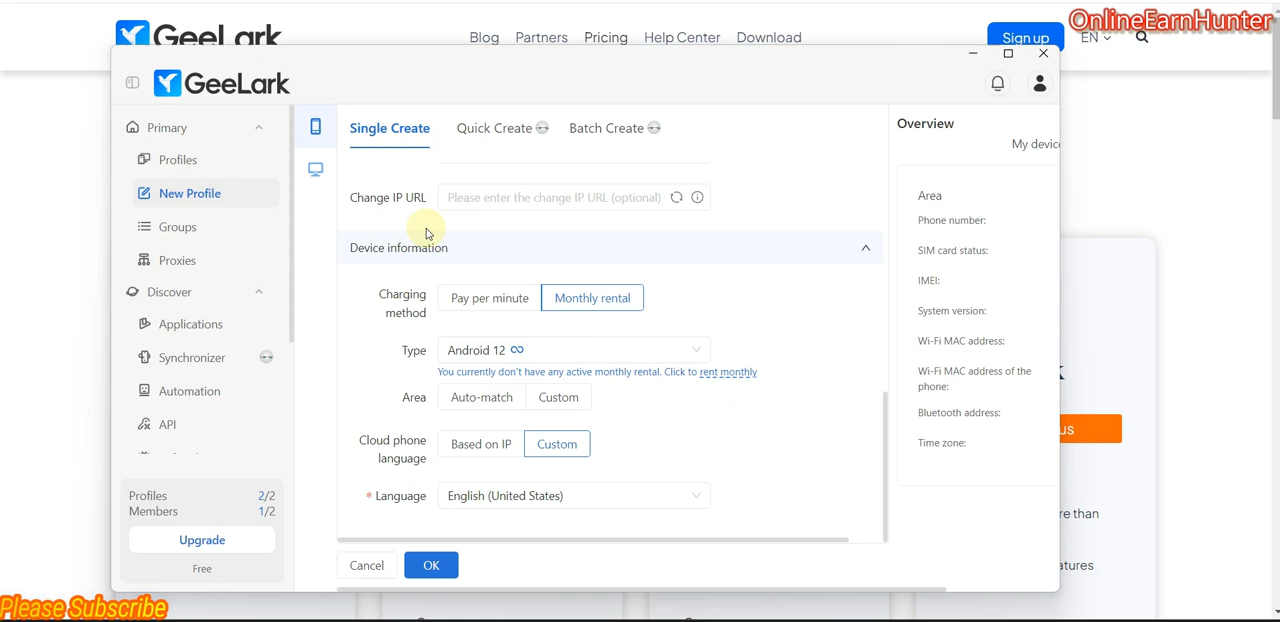 OnlineEarnHunter
GeeLark
Blog Partners Pricing Help Center Download
Sign up
EN
GeeLark
Primary
Profiles
New Profile
Groups
Proxies
Discover
Applications
Synchronizer
Automation
API
Profiles 2/2
Members 1/2
Upgrade
Free
Single Create Quick Create Batch Create
Change IP URL Please enter the change IP URL (optional)
Device information
Charging method Pay per minute Monthly rental
Type Android 12
You currently don't have any active monthly rental. Click to rent monthly
Area Auto-match Custom
Cloud phone language Based on IP Custom
* Language English (United States)
Cancel OK
Overview
My device
Area
Phone number:
SIM card status:
IMEI:
System version:
Wi-Fi MAC address:
Wi-Fi MAC address of the
phone:
Bluetooth address:
Time zone:
us
re than
atures
Please Subscribe